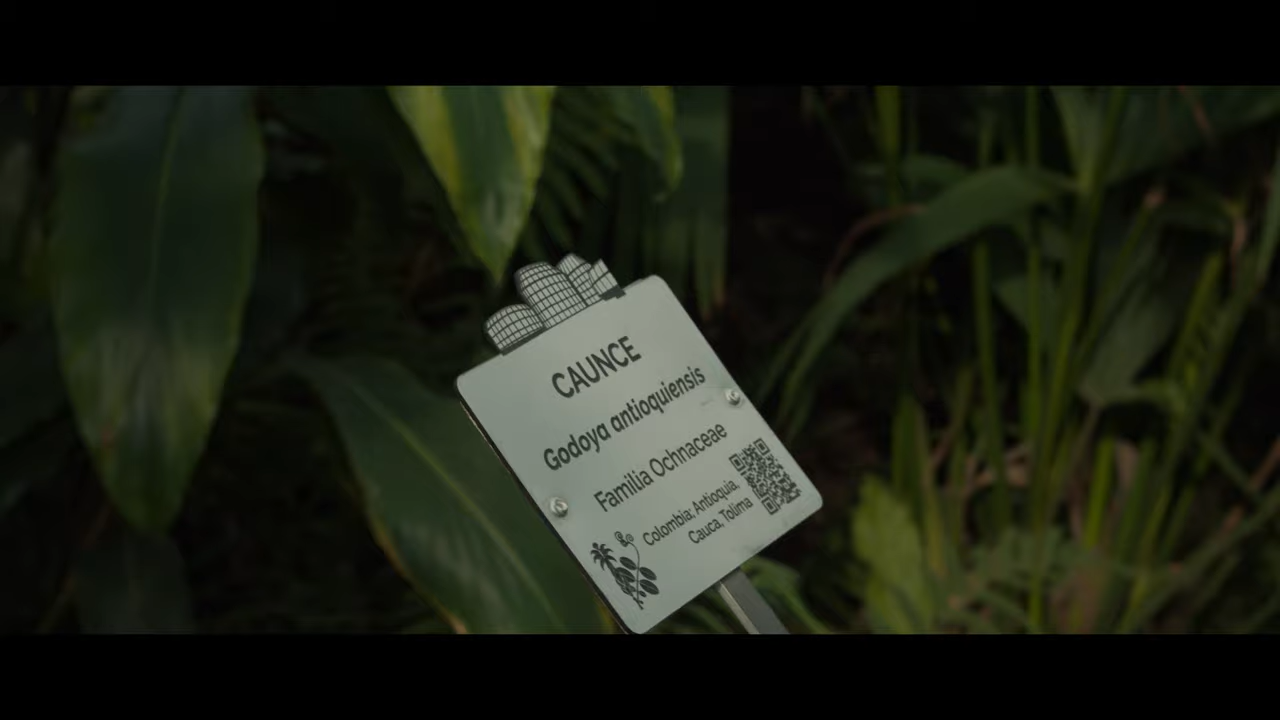 CAUNCE
Godoya antioquiensis
Familia Ochnaceae
Colombia: Antioquia,
Cauca, Tolima